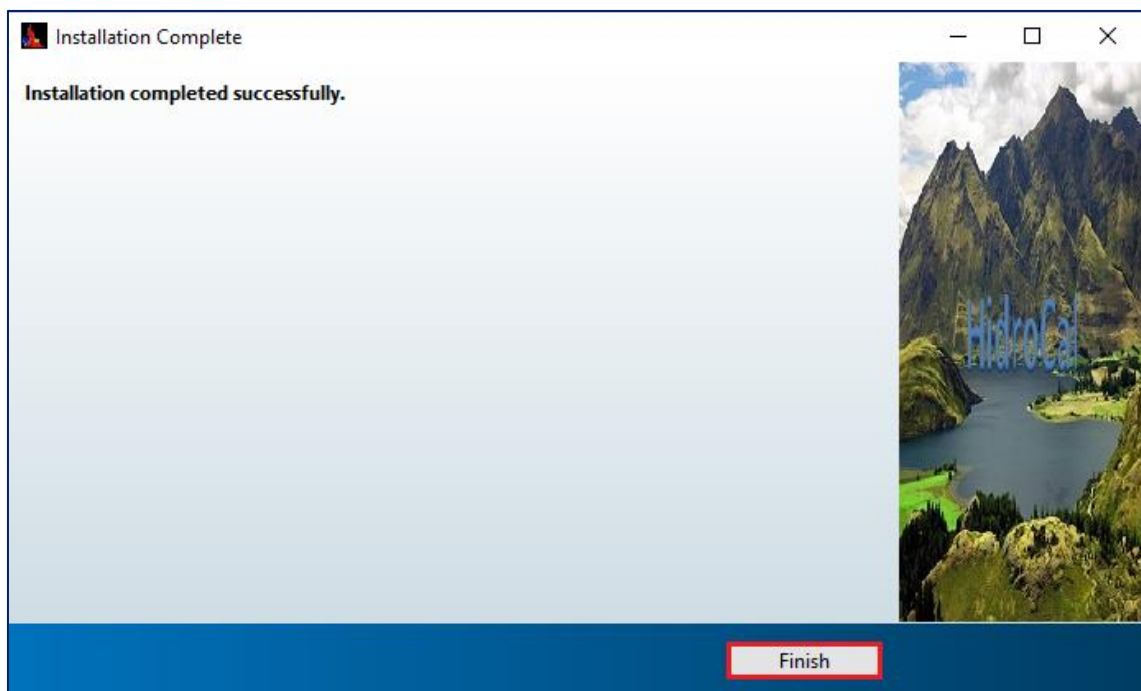 Installation Complete
Installation completed successfully.
HidroCal
Finish